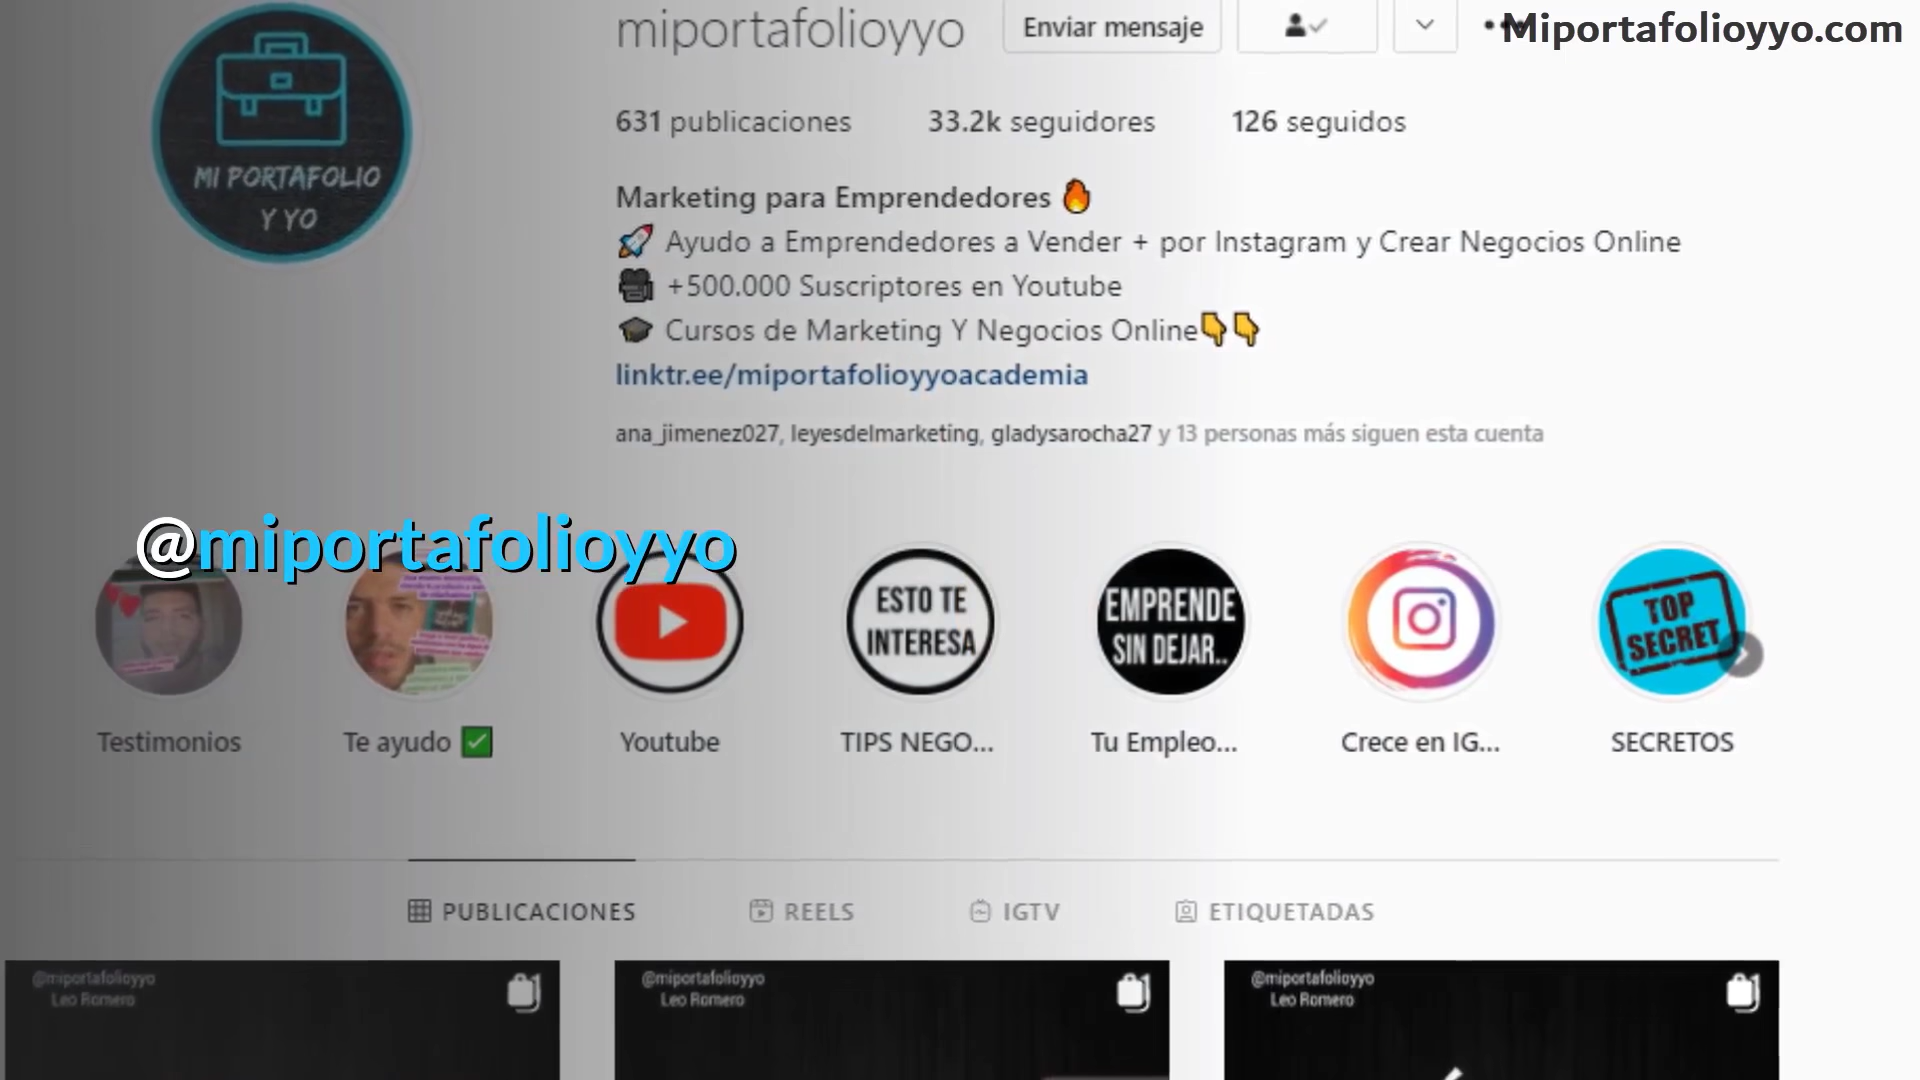 miportafolioyyo
Enviar mensaje
Miportafolioyyo.com
631 publicaciones
33.2k seguidores
126 seguidos
MI PORTAFOLIO
Y YO
Marketing para Emprendedores 🔥
🚀 Ayudo a Emprendedores a Vender + por Instagram y Crear Negocios Online
🎥 +500.000 Suscriptores en Youtube
🎓 Cursos de Marketing Y Negocios Online👇👇
linktr.ee/miportafolioyyoacademia
ana_jimenez027, leyesdelmarketing, gladysarocha27 y 13 personas más siguen esta cuenta
@miportafolioyyo
ESTO TE
INTERESA
EMPRENDE
SIN DEJAR..
TOP
SECRET
Testimonios
Te ayudo ✅
Youtube
TIPS NEGO...
Tu Empleo...
Crece en IG...
SECRETOS
PUBLICACIONES
REELS
IGTV
ETIQUETADAS
@miportafolioyyo
Leo Romero
@miportafolioyyo
Leo Romero
@miportafolioyyo
Leo Romero